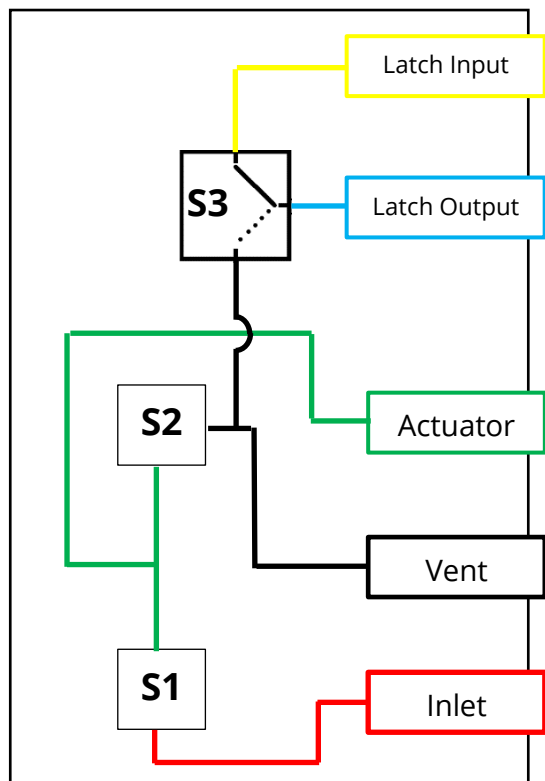 Latch Input
S3
Latch Output
S2
Actuator
Vent
S1
Inlet